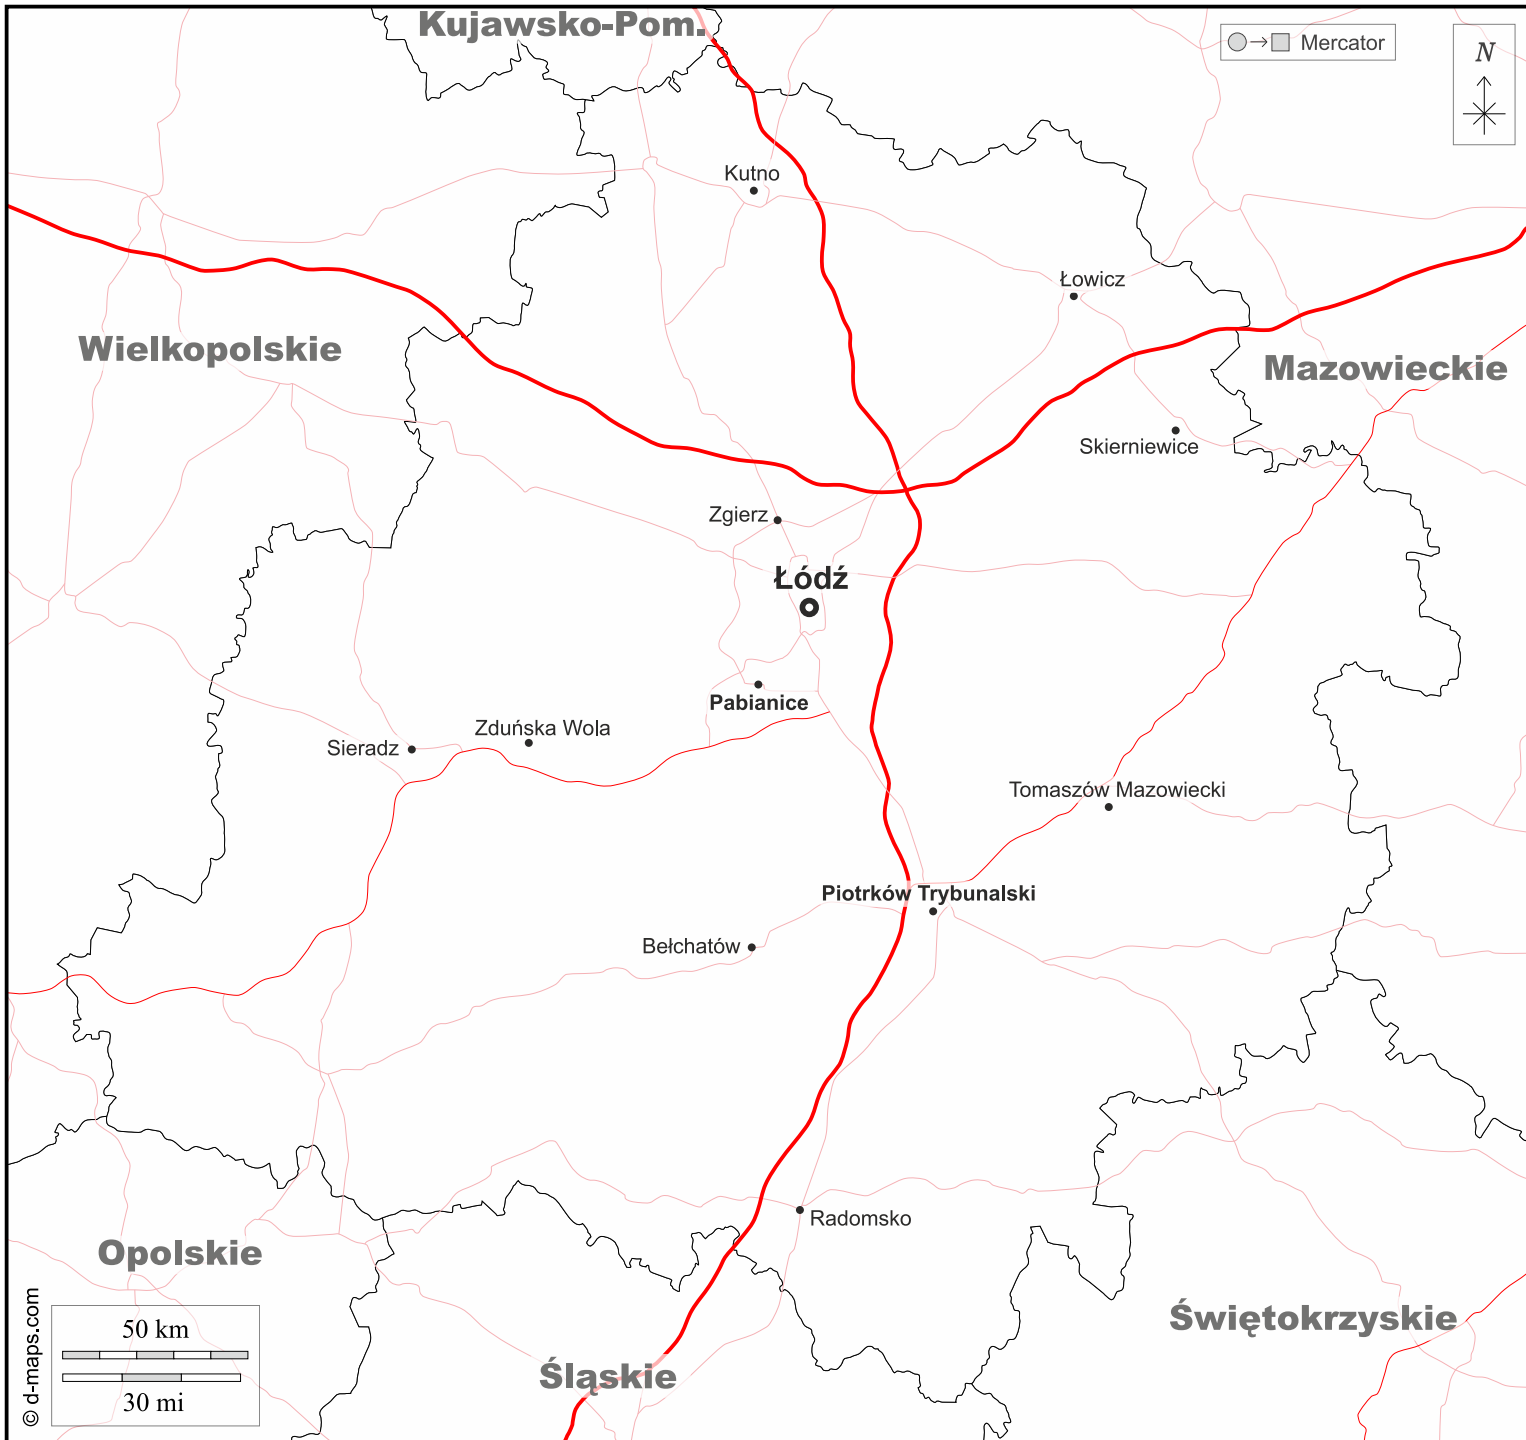 Kujawsko-Pom.
Mercator
N
Kutno
Łowicz
Wielkopolskie
Mazowieckie
Skierniewice
Zgierz
Łódź
Pabianice
Zduńska Wola
Sieradz
Tomaszów Mazowiecki
Piotrków Trybunalski
Bełchatów
Radomsko
Opolskie
Świętokrzyskie
Śląskie
50 km
30 mi
© d-maps.com